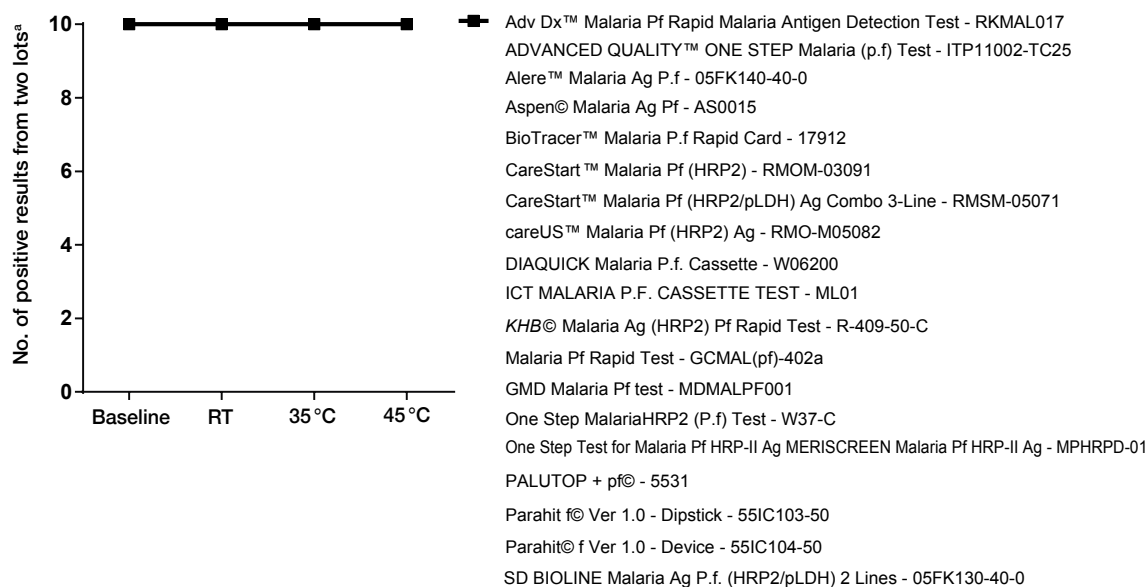 No. of positive results from two lotsᵃ
10
8
6
4
2
0
Baseline RT 35°C 45°C
Adv Dx™ Malaria Pf Rapid Malaria Antigen Detection Test - RKMAL017
ADVANCED QUALITY™ ONE STEP Malaria (p.f) Test - ITP11002-TC25
Alere™ Malaria Ag P.f - 05FK140-40-0
Aspen© Malaria Ag Pf - AS0015
BioTracer™ Malaria P.f Rapid Card - 17912
CareStart™ Malaria Pf (HRP2) - RMOM-03091
CareStart™ Malaria Pf (HRP2/pLDH) Ag Combo 3-Line - RMSM-05071
careUS™ Malaria Pf (HRP2) Ag - RMO-M05082
DIAQUICK Malaria P.f. Cassette - W06200
ICT MALARIA P.F. CASSETTE TEST - ML01
KHB© Malaria Ag (HRP2) Pf Rapid Test - R-409-50-C
Malaria Pf Rapid Test - GCMAL(pf)-402a
GMD Malaria Pf test - MDMALPF001
One Step MalariaHRP2 (P.f) Test - W37-C
One Step Test for Malaria Pf HRP-II Ag MERISCREEN Malaria Pf HRP-II Ag - MPHRPD-01
PALUTOP + pf© - 5531
Parahit f© Ver 1.0 - Dipstick - 55IC103-50
Parahit© f Ver 1.0 - Device - 55IC104-50
SD BIOLINE Malaria Ag P.f. (HRP2/pLDH) 2 Lines - 05FK130-40-0